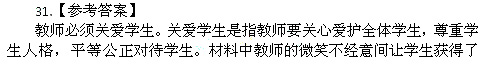 31.【参考答案】
教师必须关爱学生。关爱学生是指教师要关心爱护全体学生，尊重学
生人格，平等公正对待学生。材料中教师的微笑不经意间让学生获得了